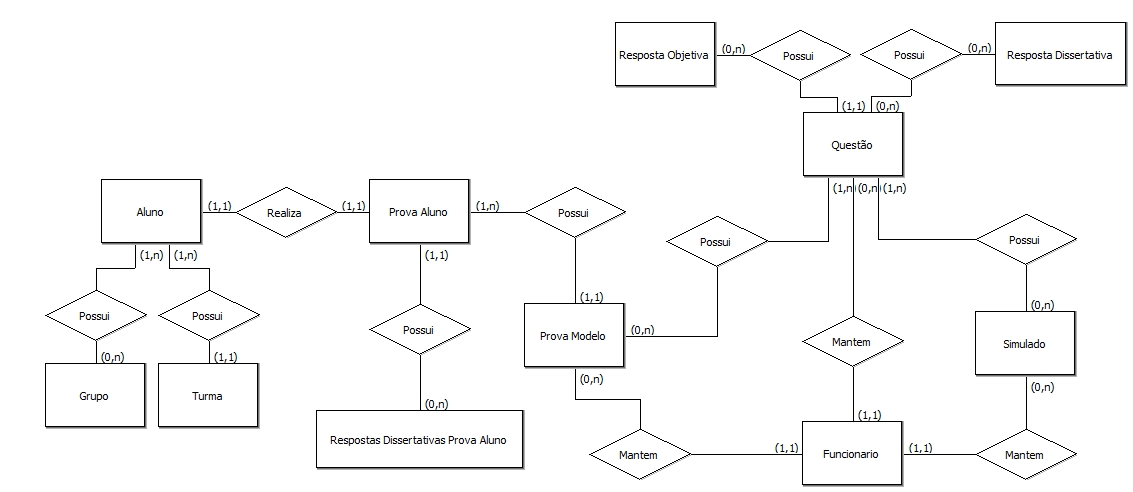 Resposta Objetiva
(0,n)
Possui
Possui
(0,n)
Resposta Dissertativa
(1,1)
(0,n)
Questão
(1,n)
(0,n)
(1,n)
Aluno
(1,1)
Realiza
(1,1)
Prova Aluno
(1,n)
Possui
Possui
Possui
(1,n)
(1,n)
(1,1)
(1,1)
(0,n)
Possui
Possui
Possui
Prova Modelo
(0,n)
Mantem
Simulado
(0,n)
(1,1)
(0,n)
(0,n)
Grupo
Turma
(0,n)
(1,1)
Respostas Dissertativas Prova Aluno
Mantem
(1,1)
Funcionario
(1,1)
Mantem